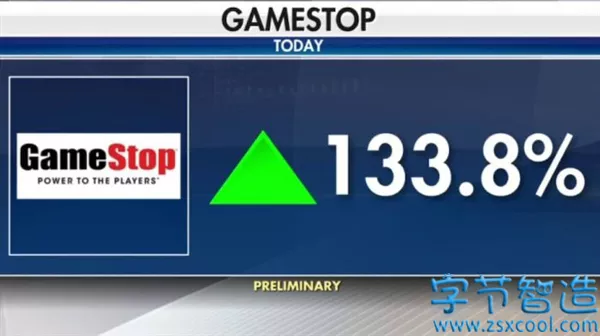 GAMESTOP
TODAY
GameStop
POWER TO THE PLAYERS
133.8%
PRELIMINARY
字节智造
www.zsxcool.com